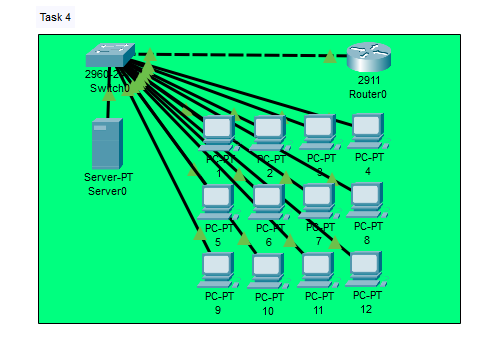 Task 4
2960-2
Switch0
2911
Router0
Server-PT
Server0
PC-PT
1
PC-PT
2
PC-PT
3
PC-PT
4
PC-PT
5
PC-PT
6
PC-PT
7
PC-PT
8
PC-PT
9
PC-PT
10
PC-PT
11
PC-PT
12